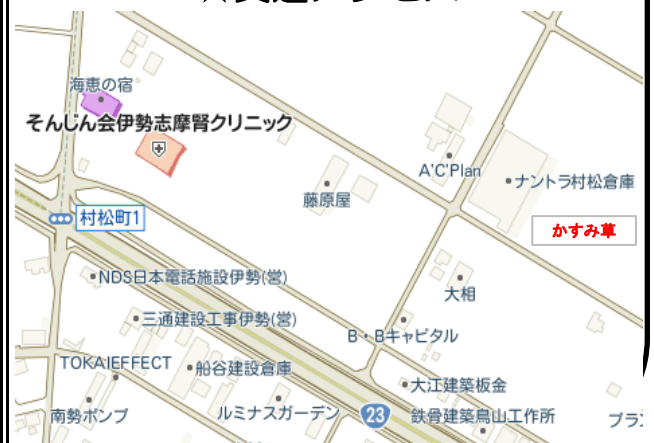 海恵の宿
そんじん会伊勢志摩腎クリニック
A'C'Plan
ナントラ村松倉庫
藤原屋
村松町1
かすみ草
NDS日本電話施設伊勢(営)
大相
三通建設工事伊勢(営)
B・Bキャピタル
TOKAIEFFECT
船谷建設倉庫
大江建築板金
南勢ポンプ
ルミナスガーデン
23
鉄骨建築鳥山工作所